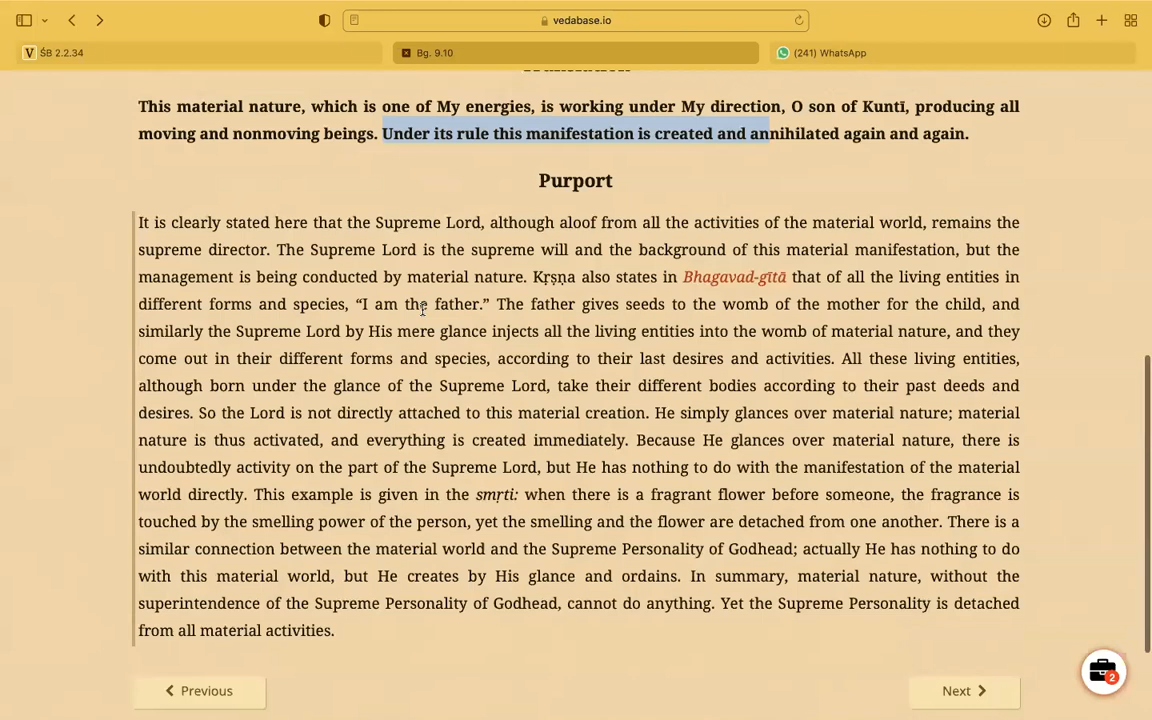 vedabase.io
V ŚB 2.2.34
Bg. 9.10
(241) WhatsApp
This material nature, which is one of My energies, is working under My direction, O son of Kuntī, producing all
moving and nonmoving beings. Under its rule this manifestation is created and annihilated again and again.
Purport
It is clearly stated here that the Supreme Lord, although aloof from all the activities of the material world, remains the
supreme director. The Supreme Lord is the supreme will and the background of this material manifestation, but the
management is being conducted by material nature. Kṛṣṇa also states in Bhagavad-gītā that of all the living entities in
different forms and species, “I am the father.” The father gives seeds to the womb of the mother for the child, and
similarly the Supreme Lord by His mere glance injects all the living entities into the womb of material nature, and they
come out in their different forms and species, according to their last desires and activities. All these living entities,
although born under the glance of the Supreme Lord, take their different bodies according to their past deeds and
desires. So the Lord is not directly attached to this material creation. He simply glances over material nature; material
nature is thus activated, and everything is created immediately. Because He glances over material nature, there is
undoubtedly activity on the part of the Supreme Lord, but He has nothing to do with the manifestation of the material
world directly. This example is given in the smṛti: when there is a fragrant flower before someone, the fragrance is
touched by the smelling power of the person, yet the smelling and the flower are detached from one another. There is a
similar connection between the material world and the Supreme Personality of Godhead; actually He has nothing to do
with this material world, but He creates by His glance and ordains. In summary, material nature, without the
superintendence of the Supreme Personality of Godhead, cannot do anything. Yet the Supreme Personality is detached
from all material activities.
2
Previous
Next